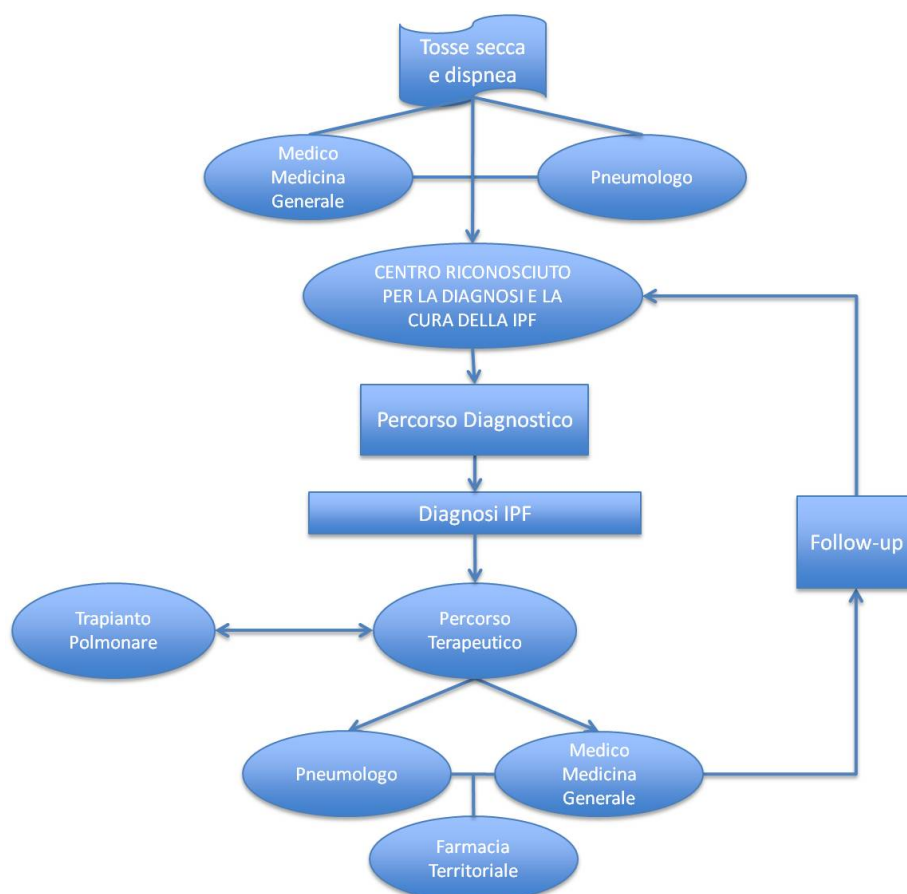 Tosse secca
e dispnea
Medico
Medicina
Generale
Pneumologo
CENTRO RICONOSCIUTO
PER LA DIAGNOSI E LA
CURA DELLA IPF
Percorso Diagnostico
Diagnosi IPF
Follow-up
Trapianto
Polmonare
Percorso
Terapeutico
Pneumologo
Medico
Medicina
Generale
Farmacia
Territoriale